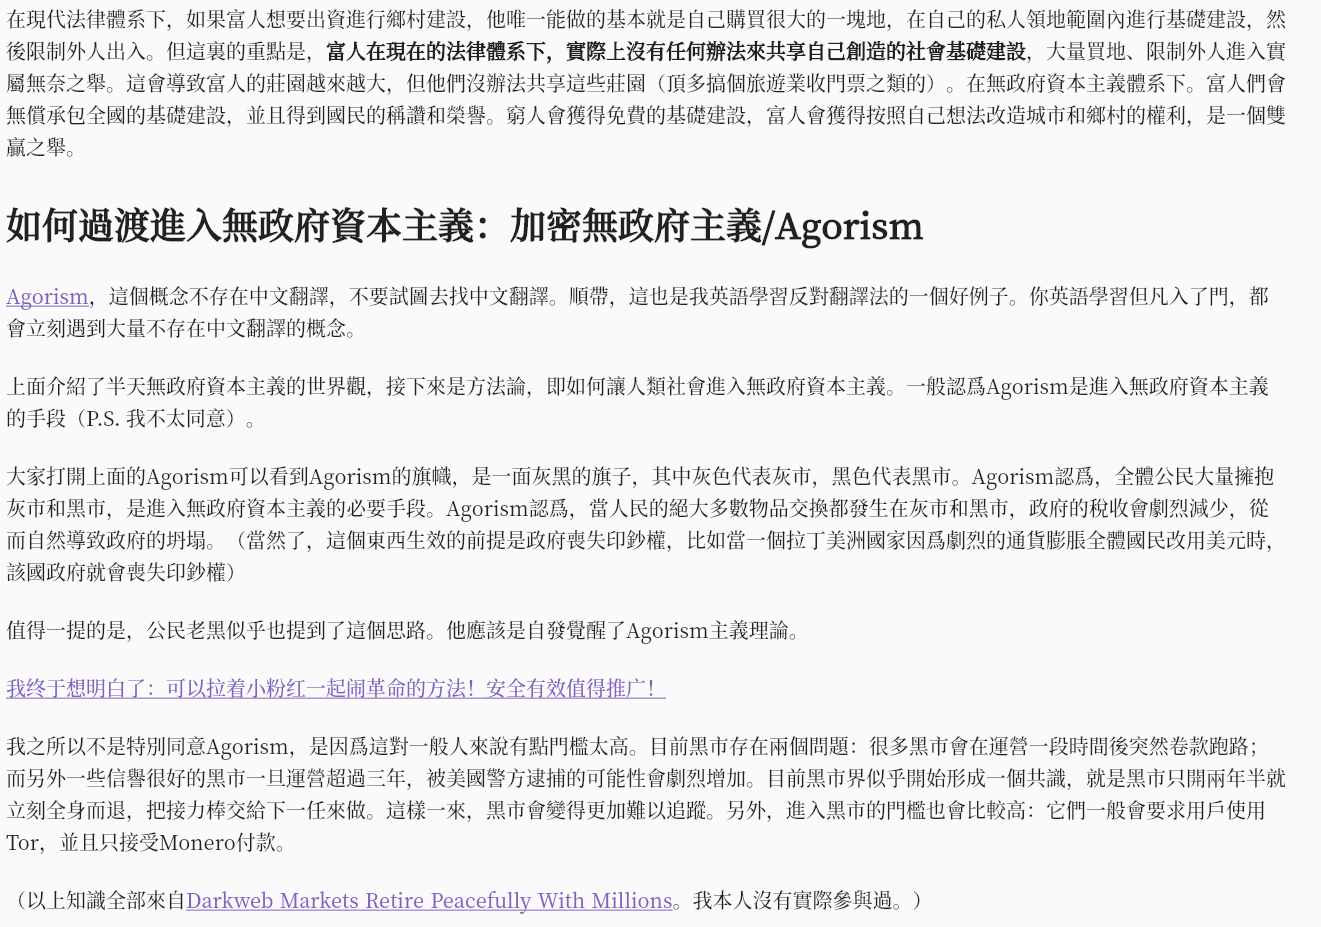 在現代法律體系下，如果富人想要出資進行鄉村建設，他唯一能做的基本就是自己購買很大的一塊地，在自己的私人領地範圍內進行基礎建設，然
後限制外人出入。但這裏的重點是，富人在現在的法律體系下，實際上沒有任何辦法來共享自己創造的社會基礎建設，大量買地、限制外人進入實
屬無奈之舉。這會導致富人的莊園越來越大，但他們沒辦法共享這些莊園（頂多搞個旅遊業收門票之類的）。在無政府資本主義體系下。富人們會
無償承包全國的基礎建設，並且得到國民的稱讚和榮譽。窮人會獲得免費的基礎建設，富人會獲得按照自己想法改造城市和鄉村的權利，是一個雙
贏之舉。
如何過渡進入無政府資本主義：加密無政府主義/Agorism
Agorism，這個概念不存在中文翻譯，不要試圖去找中文翻譯。順帶，這也是我英語學習反對翻譯法的一個好例子。你英語學習但凡入了門，都
會立刻遇到大量不存在中文翻譯的概念。
上面介紹了半天無政府資本主義的世界觀，接下來是方法論，即如何讓人類社會進入無政府資本主義。一般認爲Agorism是進入無政府資本主義
的手段（P.S. 我不太同意）。
大家打開上面的Agorism可以看到Agorism的旗幟，是一面灰黑的旗子，其中灰色代表灰市，黑色代表黑市。Agorism認爲，全體公民大量擁抱
灰市和黑市，是進入無政府資本主義的必要手段。Agorism認爲，當人民的絕大多數物品交換都發生在灰市和黑市，政府的稅收會劇烈減少，從
而自然導致政府的坍塌。（當然了，這個東西生效的前提是政府喪失印鈔權，比如當一個拉丁美洲國家因爲劇烈的通貨膨脹全體國民改用美元時，
該國政府就會喪失印鈔權）
值得一提的是，公民老黑似乎也提到了這個思路。他應該是自發覺醒了Agorism主義理論。
我终于想明白了：可以拉着小粉红一起闹革命的方法！安全有效值得推广！
我之所以不是特別同意Agorism，是因爲這對一般人來說有點門檻太高。目前黑市存在兩個問題：很多黑市會在運營一段時間後突然卷款跑路；
而另外一些信譽很好的黑市一旦運營超過三年，被美國警方逮捕的可能性會劇烈增加。目前黑市界似乎開始形成一個共識，就是黑市只開兩年半就
立刻全身而退，把接力棒交給下一任來做。這樣一來，黑市會變得更加難以追蹤。另外，進入黑市的門檻也會比較高：它們一般會要求用戶使用
Tor，並且只接受Monero付款。
（以上知識全部來自Darkweb Markets Retire Peacefully With Millions。我本人沒有實際參與過。）